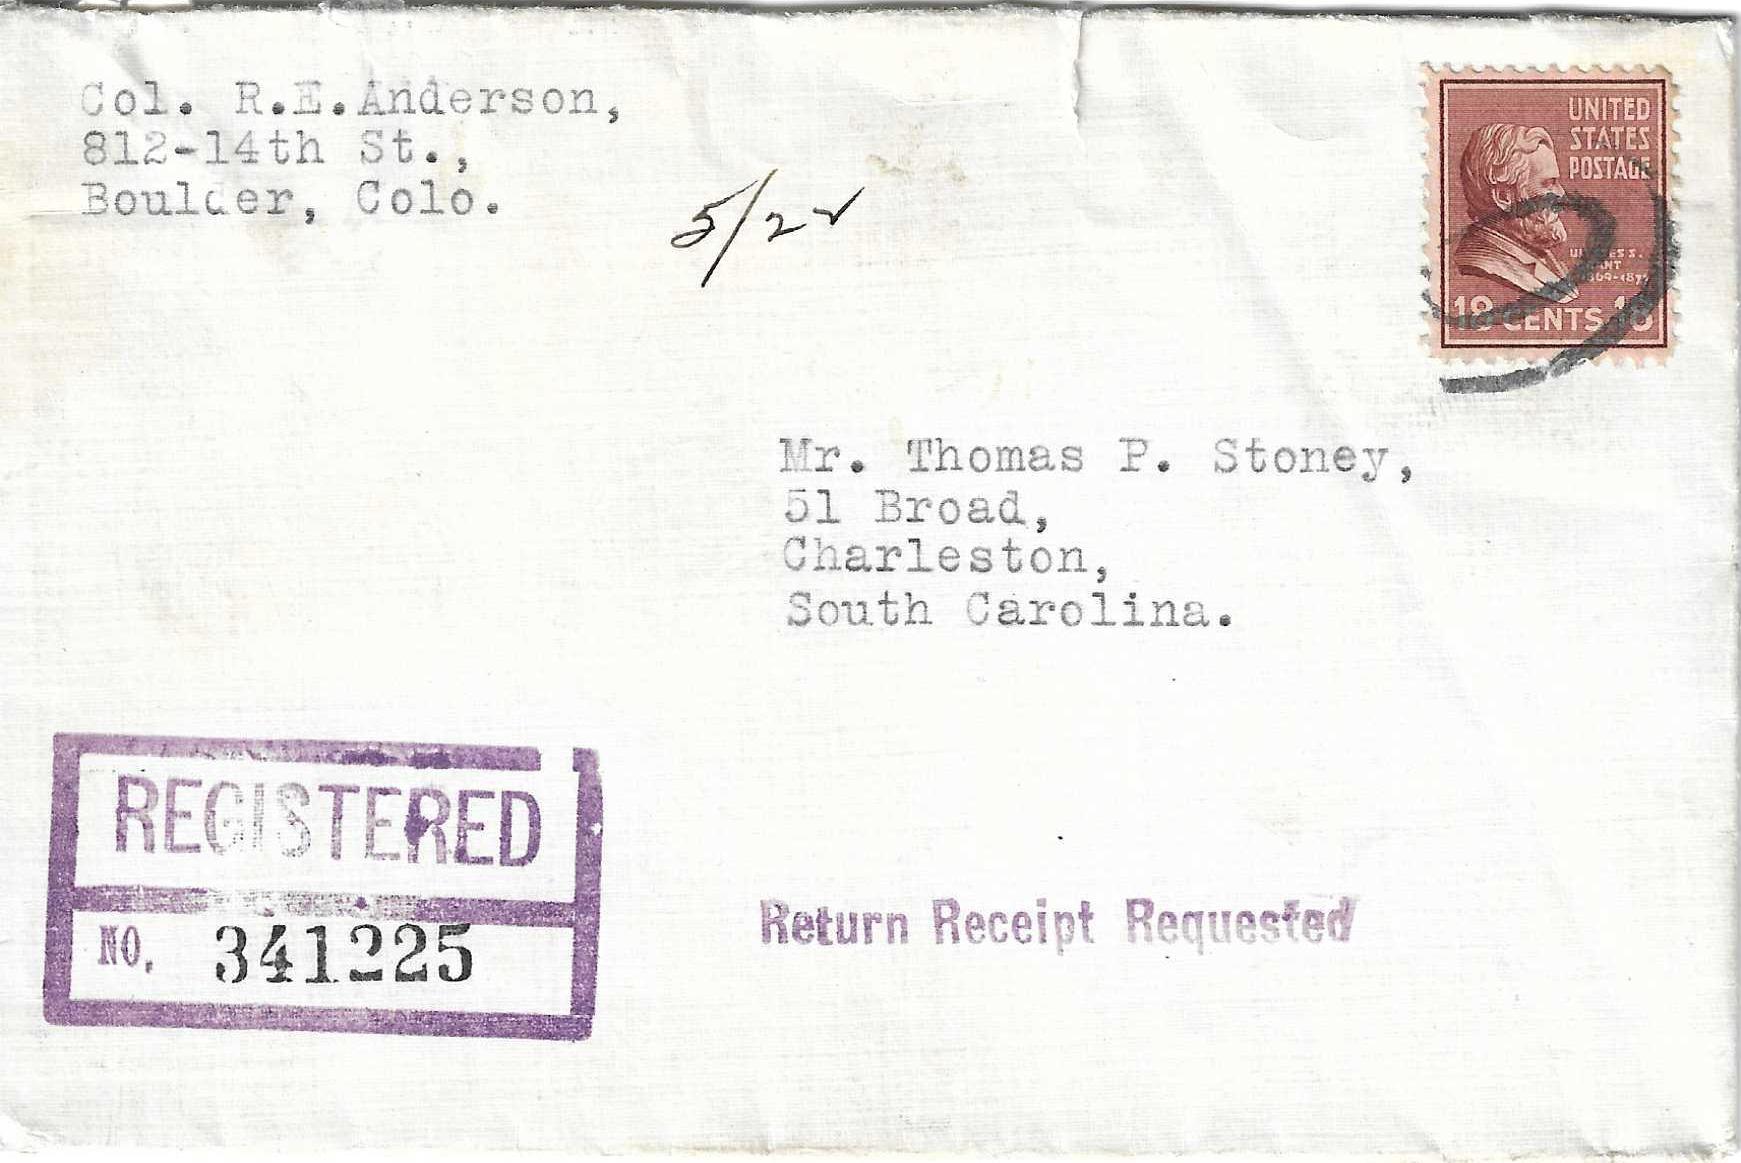 Col. R.E.Anderson,
812-14th St.,
Boulder, Colo.
5/22
UNITED
STATES
POSTAGE
18 CENTS 18
Mr. Thomas P. Stoney,
51 Broad,
Charleston,
South Carolina.
REGISTERED
NO. 341225
Return Receipt Requested